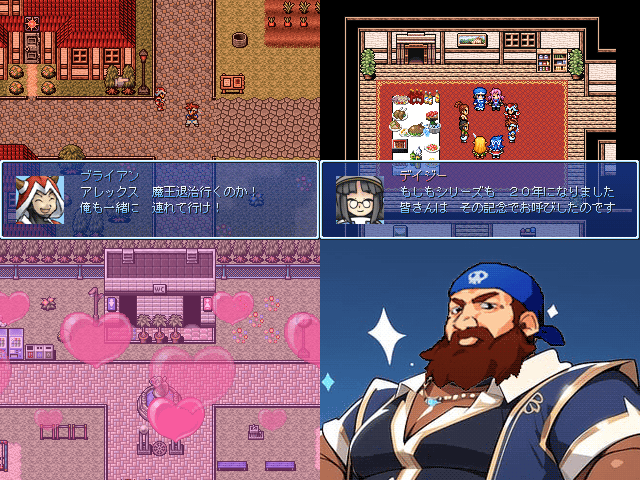 ブライアン
アレックス　魔王退治行くのか！
俺も一緒に　連れて行け！
デイジー
もしもシリーズも　２０年になりました
皆さんは　その記念でお呼びしたのです
WC